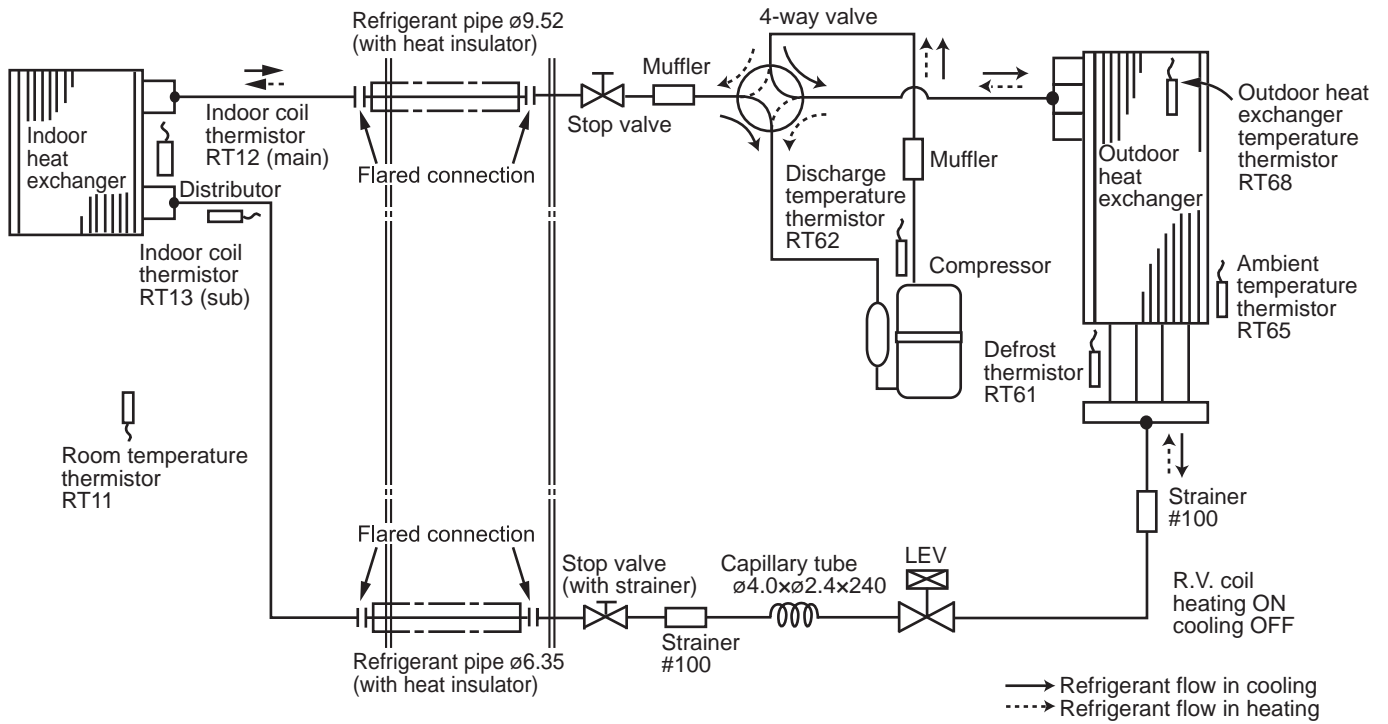 Refrigerant pipe ø9.52
(with heat insulator)
4-way valve
Muffler
Stop valve
Indoor
heat
exchanger
Indoor coil
thermistor
RT12 (main)
Flared connection
Distributor
Indoor coil
thermistor
RT13 (sub)
Muffler
Discharge
temperature
thermistor
RT62
Compressor
Outdoor
heat
exchanger
Outdoor heat
exchanger
temperature
thermistor
RT68
Ambient
temperature
thermistor
RT65
Defrost
thermistor
RT61
Room temperature
thermistor
RT11
Strainer
#100
Flared connection
Stop valve
(with strainer)
Capillary tube
ø4.0×ø2.4×240
LEV
R.V. coil
heating ON
cooling OFF
Strainer
#100
Refrigerant pipe ø6.35
(with heat insulator)
Refrigerant flow in cooling
Refrigerant flow in heating